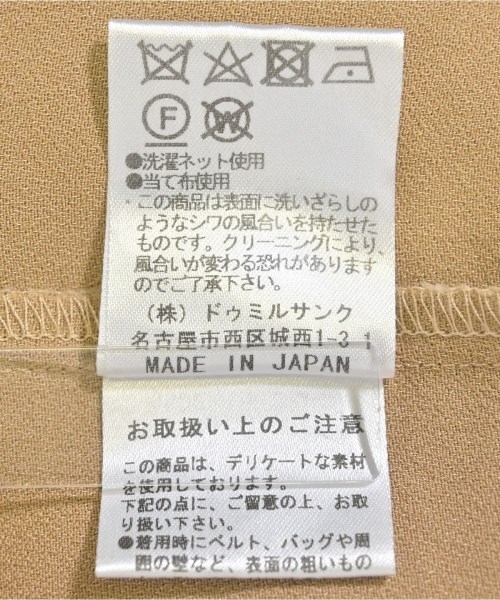 F W
●洗濯ネット使用
●当て布使用
・この商品は表面に洗いざらしの
ようなシワの風合いを持たせた
ものです。クリーニングにより、
風合いが変わる恐れがあります
のでご了承下さい。
(株) ドゥミルサンク
名古屋市西区城西1-3 1
MADE IN JAPAN
お取扱い上のご注意
この商品は、デリケートな素材
を使用しております。
下記の点に、ご留意の上、お取
り扱い下さい。
●着用時にベルト、バッグや周
囲の壁など、表面の粗いもの